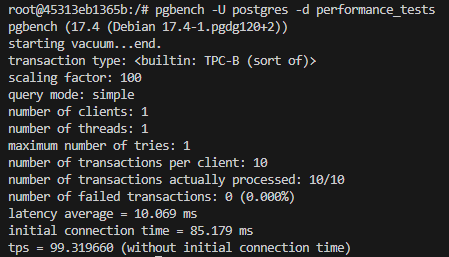 root@45313eb1365b:/# pgbench -U postgres -d performance_tests
pgbench (17.4 (Debian 17.4-1.pgdg120+2))
starting vacuum...end.
transaction type: <builtin: TPC-B (sort of)>
scaling factor: 100
query mode: simple
number of clients: 1
number of threads: 1
maximum number of tries: 1
number of transactions per client: 10
number of transactions actually processed: 10/10
number of failed transactions: 0 (0.000%)
latency average = 10.069 ms
initial connection time = 85.179 ms
tps = 99.319660 (without initial connection time)